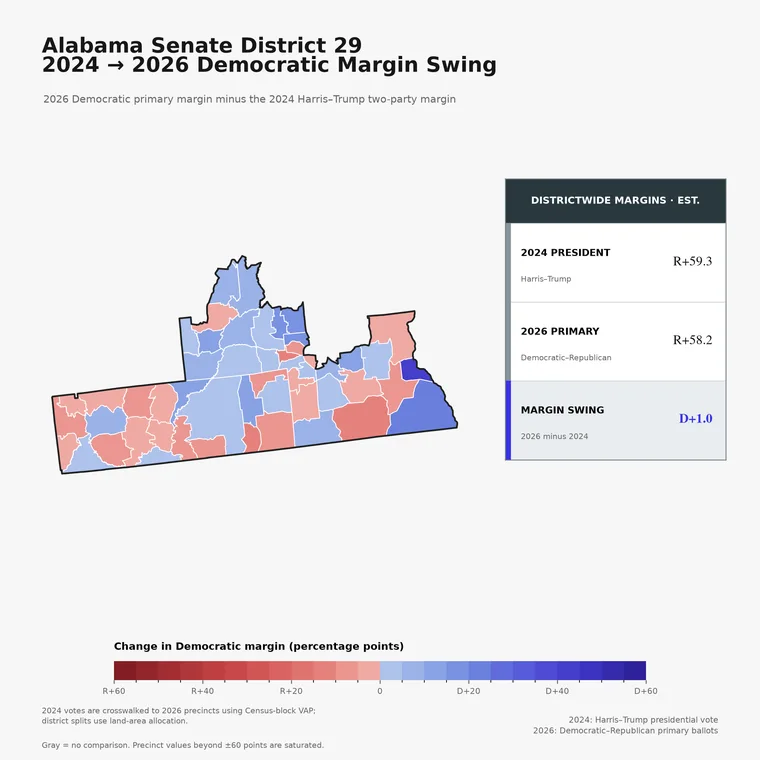 Alabama Senate District 29
2024 → 2026 Democratic Margin Swing
2026 Democratic primary margin minus the 2024 Harris–Trump two-party margin
DISTRICTWIDE MARGINS · EST.
2024 PRESIDENT
R+59.3
Harris–Trump
2026 PRIMARY
R+58.2
Democratic–Republican
MARGIN SWING
D+1.0
2026 minus 2024
Change in Democratic margin (percentage points)
R+60 R+40 R+20 0 D+20 D+40 D+60
2024 votes are crosswalked to 2026 precincts using Census-block VAP;
district splits use land-area allocation.
Gray = no comparison. Precinct values beyond ±60 points are saturated.
2024: Harris–Trump presidential vote
2026: Democratic–Republican primary ballots